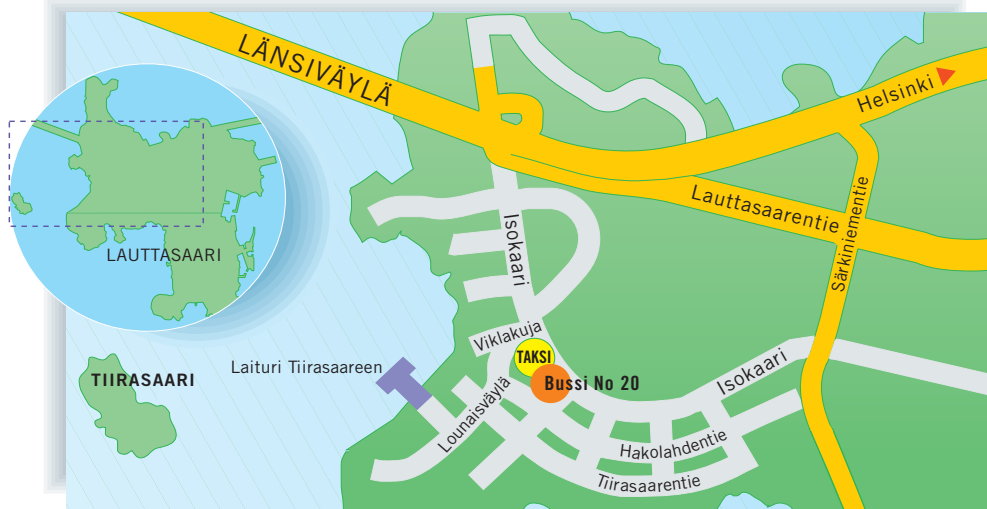 LÄNSIVÄYLÄ
Helsinki
Lauttasaarentie
Särkiniementie
Isokaari
LAUTTASAARI
Viklakuja
TAKSI
Laituri Tiirasaareen
TIIRASAARI
Bussi No 20
Isokaari
Lounaisväylä
Hakolahdentie
Tiirasaarentie